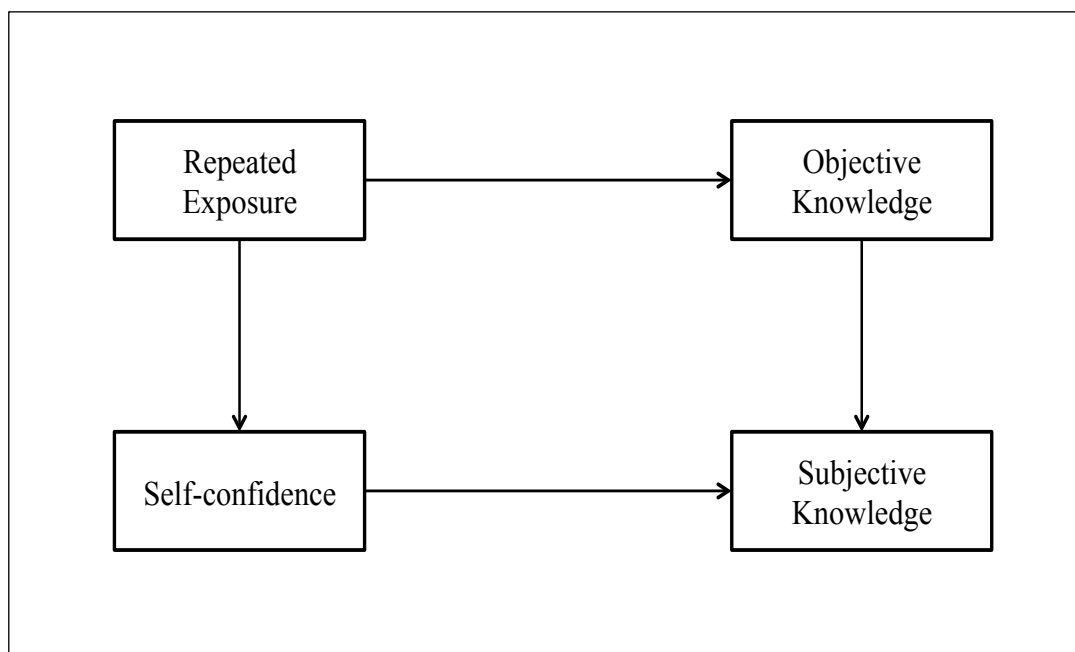 Repeated
Exposure
Objective
Knowledge
Self-confidence
Subjective
Knowledge